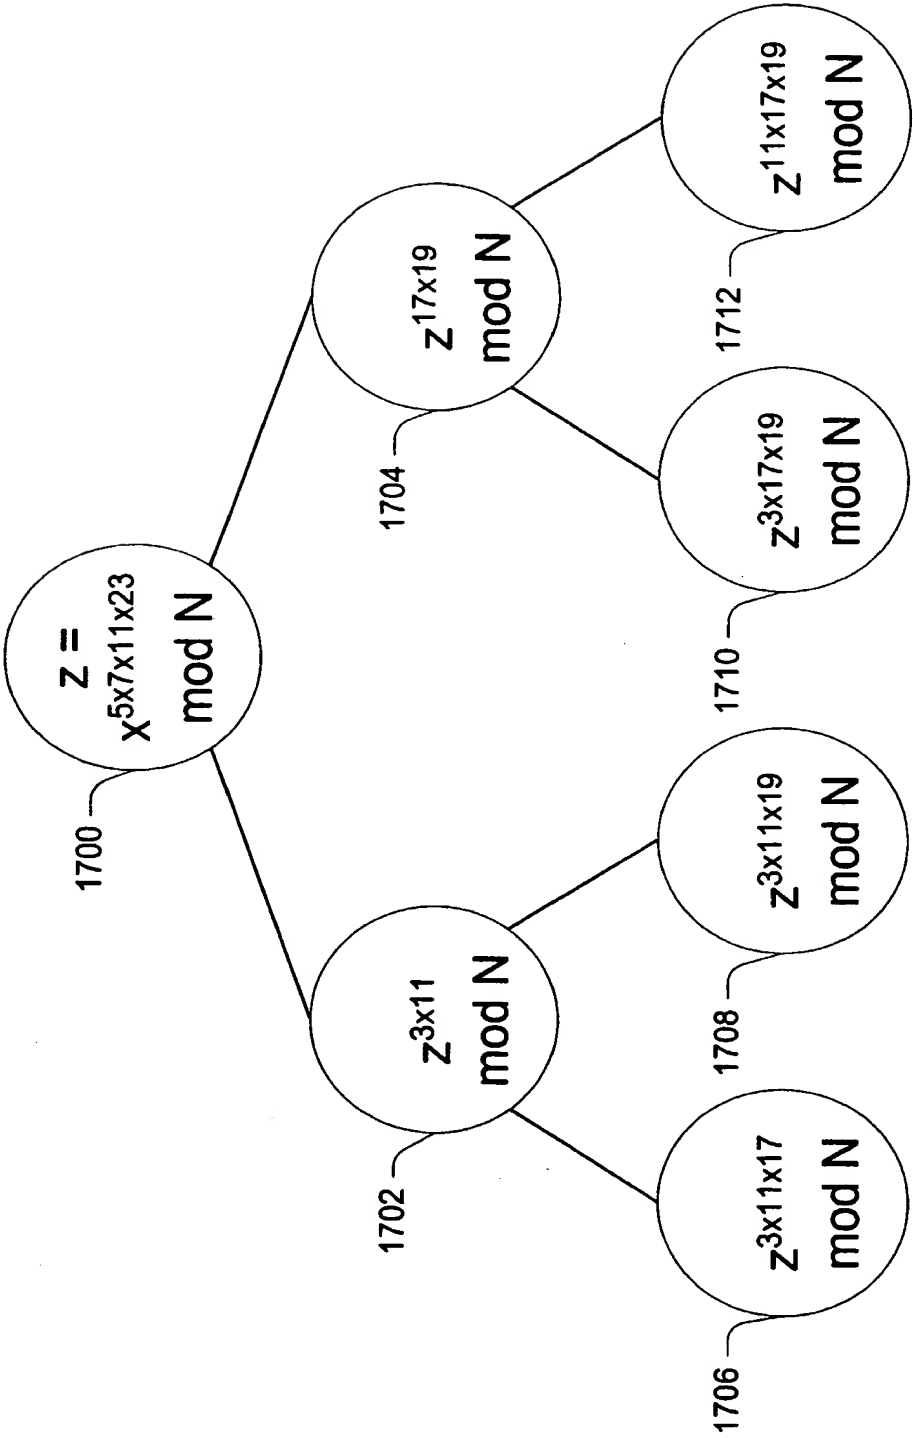 z =
x^5x7x11x23
mod N
1700
z^3x11
mod N
1702
z^17x19
mod N
1704
z^3x11x17
mod N
1706
z^3x11x19
mod N
1708
z^3x17x19
mod N
1710
z^11x17x19
mod N
1712